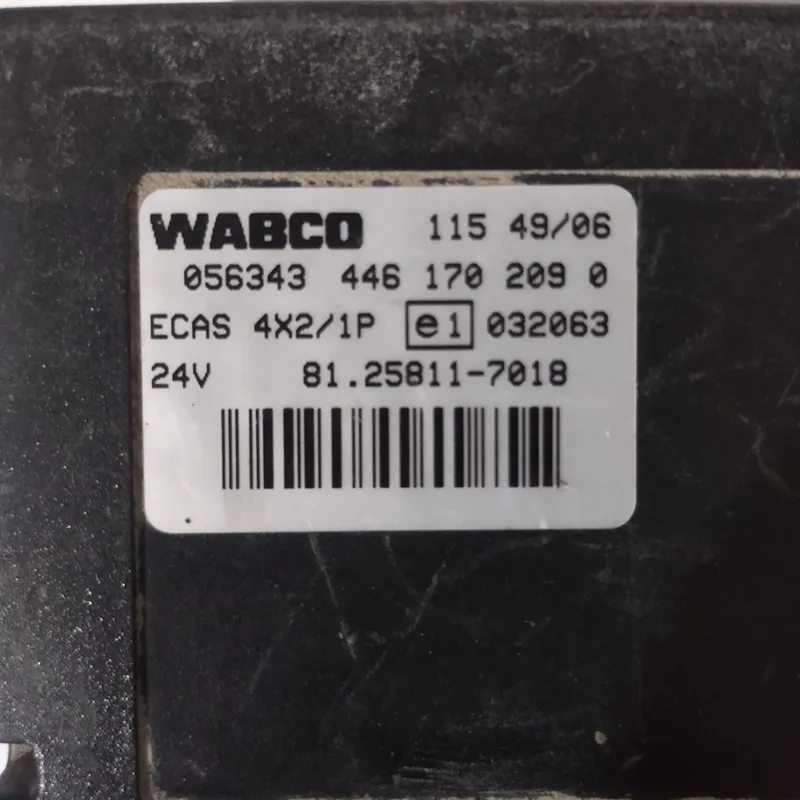 WABCO 115 49/06
056343 446 170 209 0
ECAS 4X2/1P e1 032063
24V 81.25811-7018